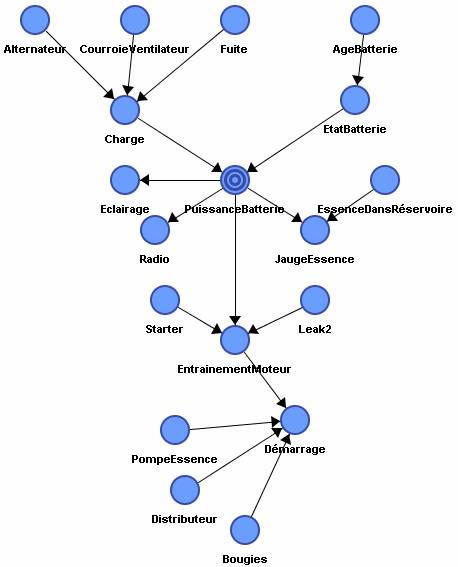 Alternateur
CourroieVentilateur
Fuite
AgeBatterie
Charge
EtatBatterie
Eclairage
PuissanceBatterie
EssenceDansRéservoire
Radio
JaugeEssence
Starter
Leak2
EntrainementMoteur
PompeEssence
Démarrage
Distributeur
Bougies